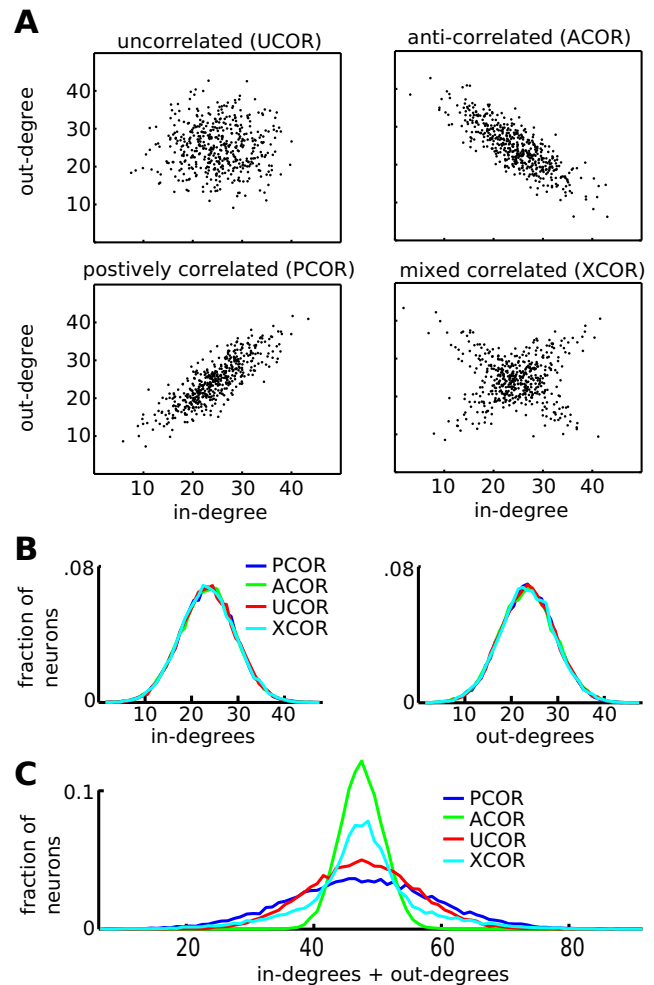 A
uncorrelated (UCOR)
anti-correlated (ACOR)
out-degree
40
30
20
10
postively correlated (PCOR)
mixed correlated (XCOR)
out-degree
40
30
20
10
10 20 30 40
in-degree
10 20 30 40
in-degree
B
fraction of
neurons
.08
0
10 20 30 40
in-degrees
PCOR
ACOR
UCOR
XCOR
.08
0
10 20 30 40
out-degrees
C
fraction of
neurons
0.1
0
20 40 60 80
in-degrees + out-degrees
PCOR
ACOR
UCOR
XCOR